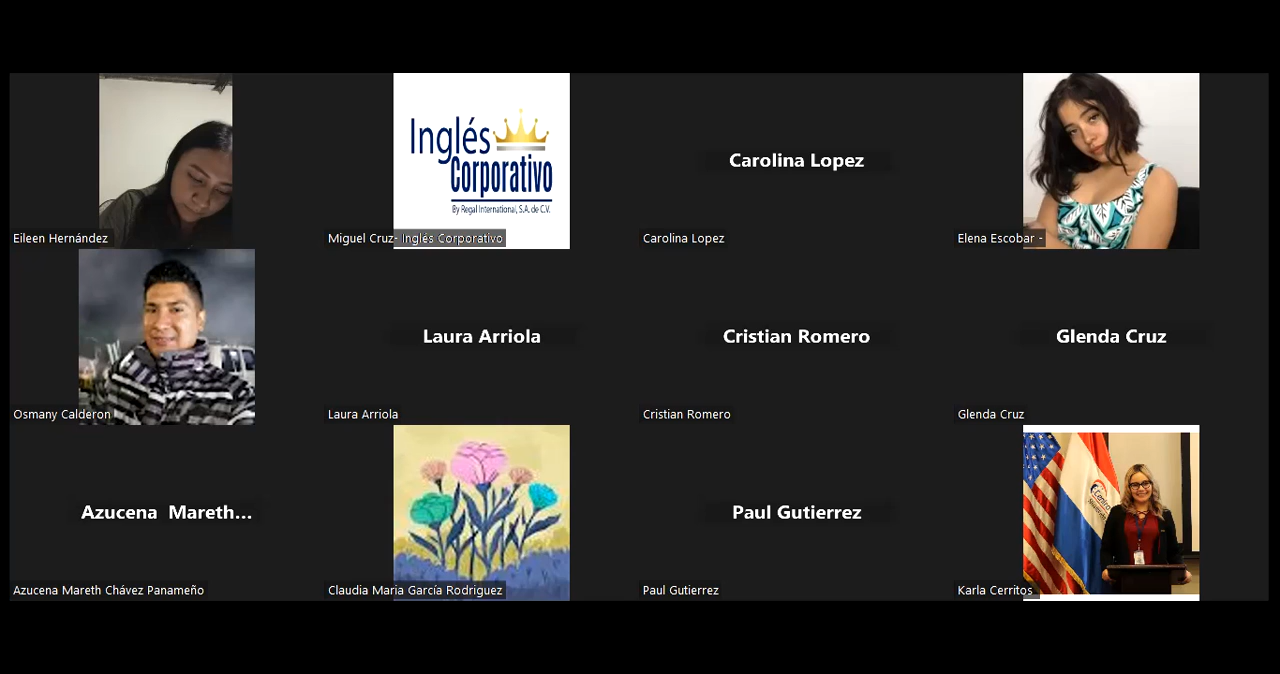 Inglés
Corporativo
By Regal International, S.A. de C.V.
Carolina Lopez
Eileen Hernández
Miguel Cruz- Inglés Corporativo
Carolina Lopez
Elena Escobar -
Laura Arriola
Cristian Romero
Glenda Cruz
Osmany Calderon
Laura Arriola
Cristian Romero
Glenda Cruz
Azucena Mareth...
Paul Gutierrez
Centro
Azucena Mareth Chávez Panameño
Claudia Maria García Rodriguez
Paul Gutierrez
Karla Cerritos